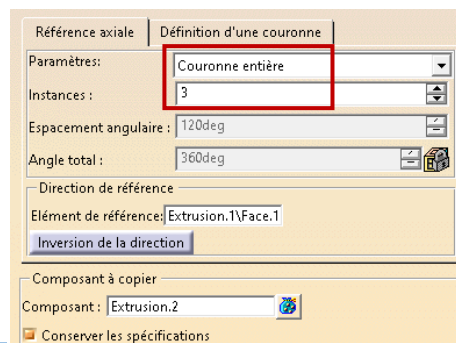 Référence axiale Définition d'une couronne
Paramètres: Couronne entière
Instances : 3
Espacement angulaire : 120deg
Angle total : 360deg
Direction de référence
Elément de référence: Extrusion.1\Face.1
Inversion de la direction
Composant à copier
Composant : Extrusion.2
Conserver les spécifications